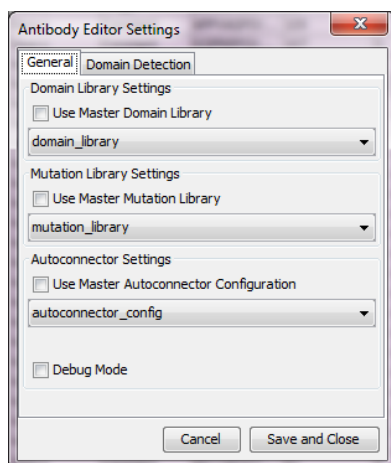 Antibody Editor Settings
General Domain Detection
Domain Library Settings
Use Master Domain Library
domain_library
Mutation Library Settings
Use Master Mutation Library
mutation_library
Autoconnector Settings
Use Master Autoconnector Configuration
autoconnector_config
Debug Mode
Cancel Save and Close